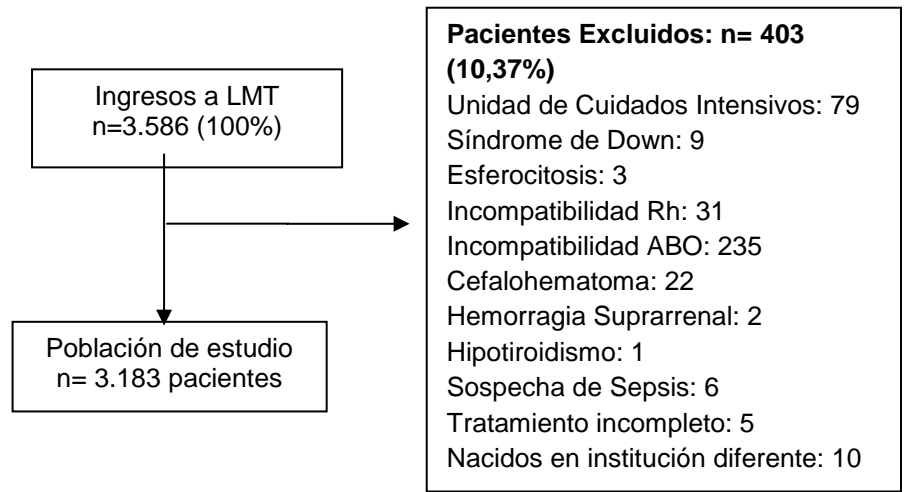 Ingresos a LMT
n=3.586 (100%)
Población de estudio
n= 3.183 pacientes
Pacientes Excluidos: n= 403
(10,37%)
Unidad de Cuidados Intensivos: 79
Síndrome de Down: 9
Esferocitosis: 3
Incompatibilidad Rh: 31
Incompatibilidad ABO: 235
Cefalohematoma: 22
Hemorragia Suprarrenal: 2
Hipotiroidismo: 1
Sospecha de Sepsis: 6
Tratamiento incompleto: 5
Nacidos en institución diferente: 10